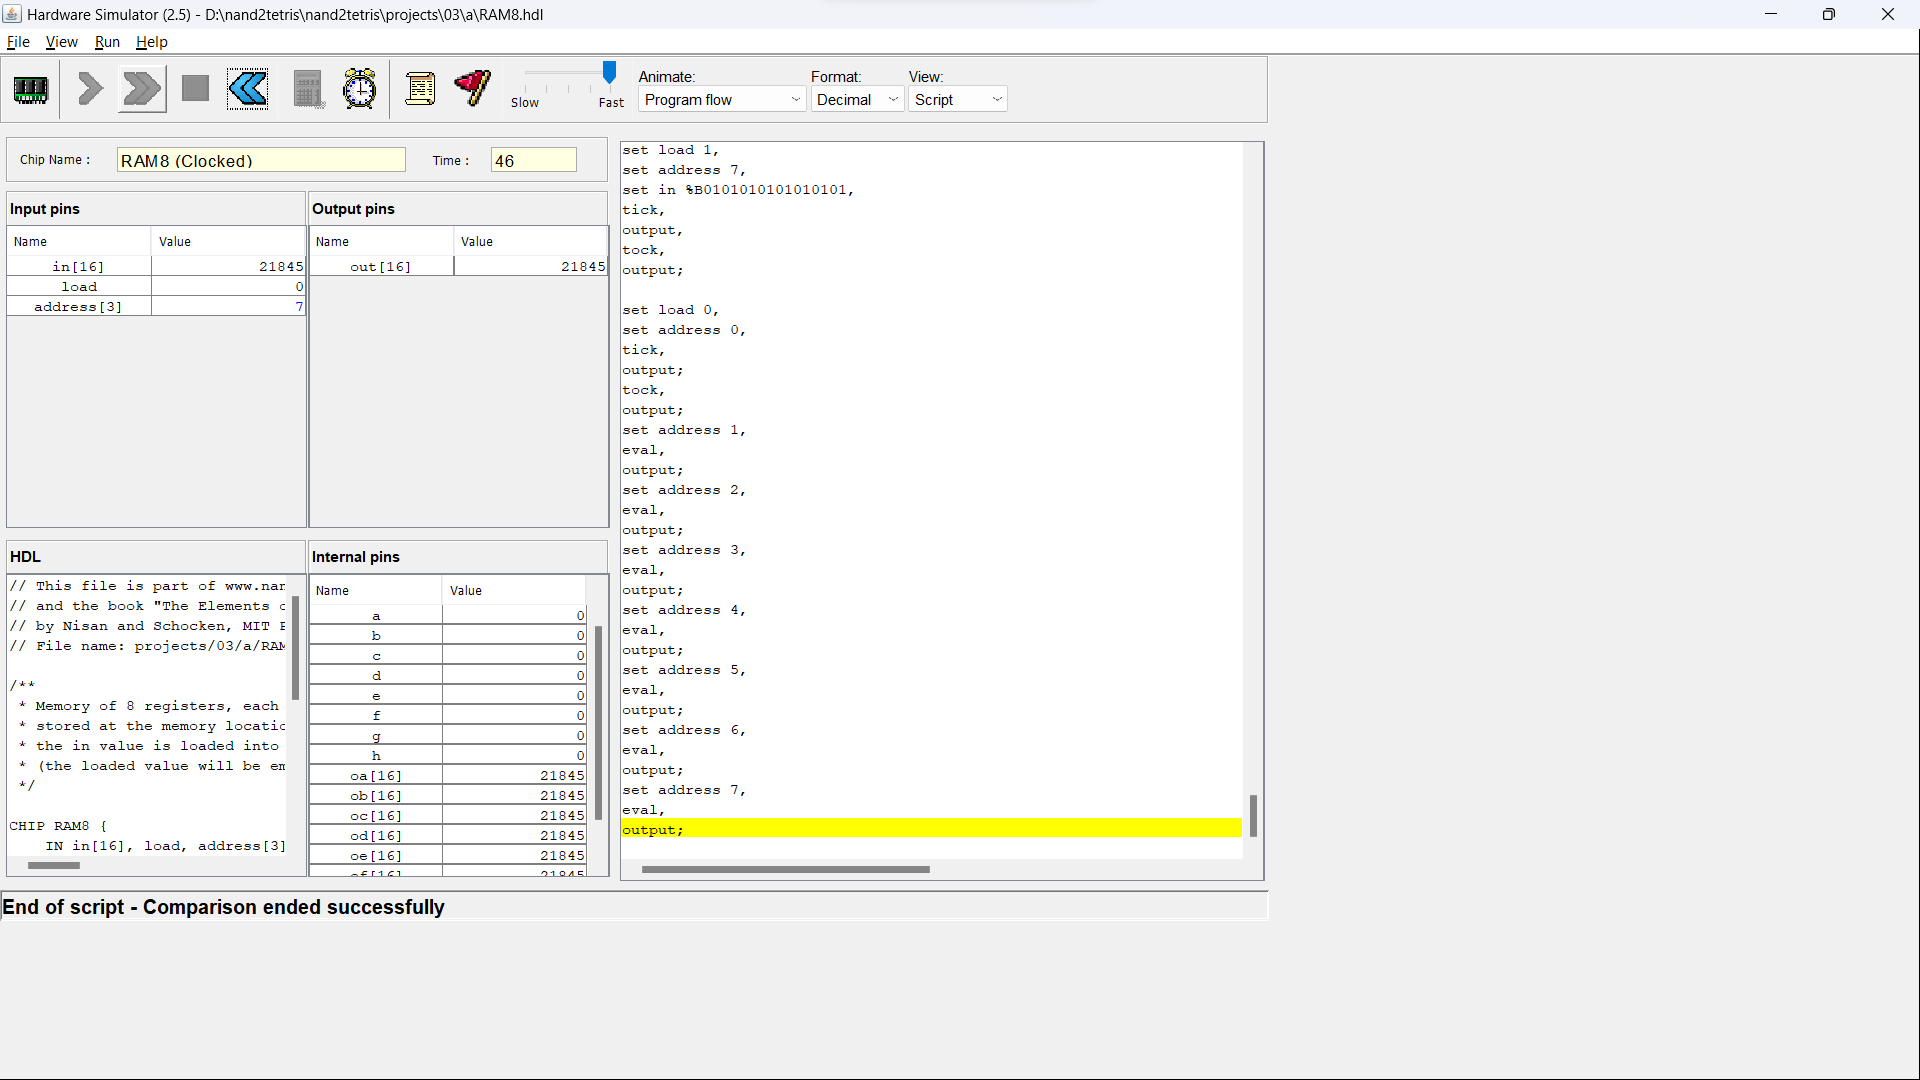 Hardware Simulator (2.5) - D:\nand2tetris\nand2tetris\projects\03\a\RAM8.hdl
File View Run Help
Slow Fast
Animate: Format: View:
Program flow Decimal Script
Chip Name : RAM8 (Clocked) Time : 46
Input pins
Name Value
in[16] 21845
load 0
address[3] 7
Output pins
Name Value
out[16] 21845
HDL
// This file is part of www.nan
// and the book "The Elements o
// by Nisan and Schocken, MIT P
// File name: projects/03/a/RAM
/**
* Memory of 8 registers, each
* stored at the memory locatio
* the in value is loaded into
* (the loaded value will be em
*/
CHIP RAM8 {
IN in[16], load, address[3]
Internal pins
Name Value
a 0
b 0
c 0
d 0
e 0
f 0
g 0
h 0
oa[16] 21845
ob[16] 21845
oc[16] 21845
od[16] 21845
oe[16] 21845
of[16] 21845
set load 1,
set address 7,
set in %B0101010101010101,
tick,
output,
tock,
output;
set load 0,
set address 0,
tick,
output;
tock,
output;
set address 1,
eval,
output;
set address 2,
eval,
output;
set address 3,
eval,
output;
set address 4,
eval,
output;
set address 5,
eval,
output;
set address 6,
eval,
output;
set address 7,
eval,
output;
End of script - Comparison ended successfully